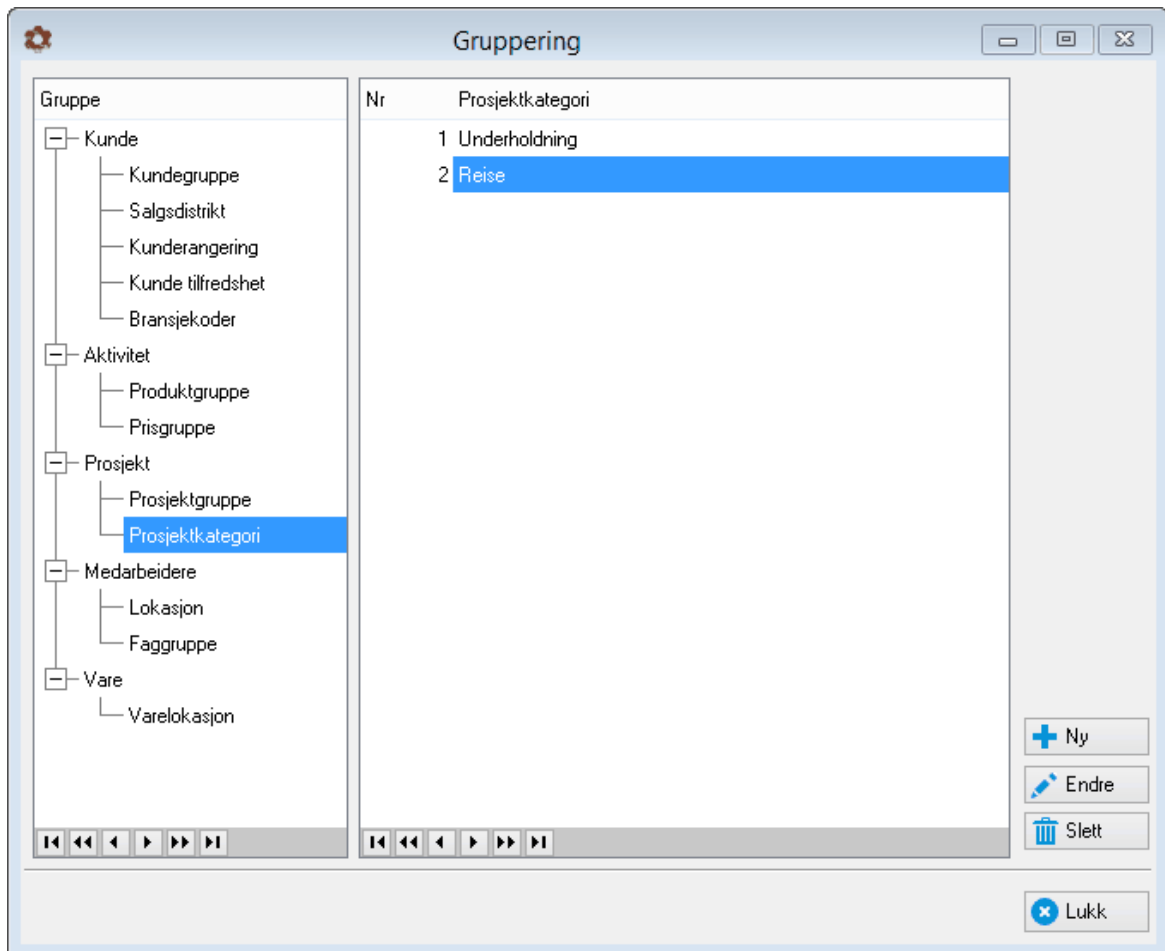 Gruppering
Gruppe
Kunde
Kundegruppe
Salgsdistrikt
Kunderangering
Kunde tilfredshet
Bransjekoder
Aktivitet
Produktgruppe
Prisgruppe
Prosjekt
Prosjektgruppe
Prosjektkategori
Medarbeidere
Lokasjon
Faggruppe
Vare
Varelokasjon
Nr Prosjektkategori
1 Underholdning
2 Reise
Ny
Endre
Slett
Lukk